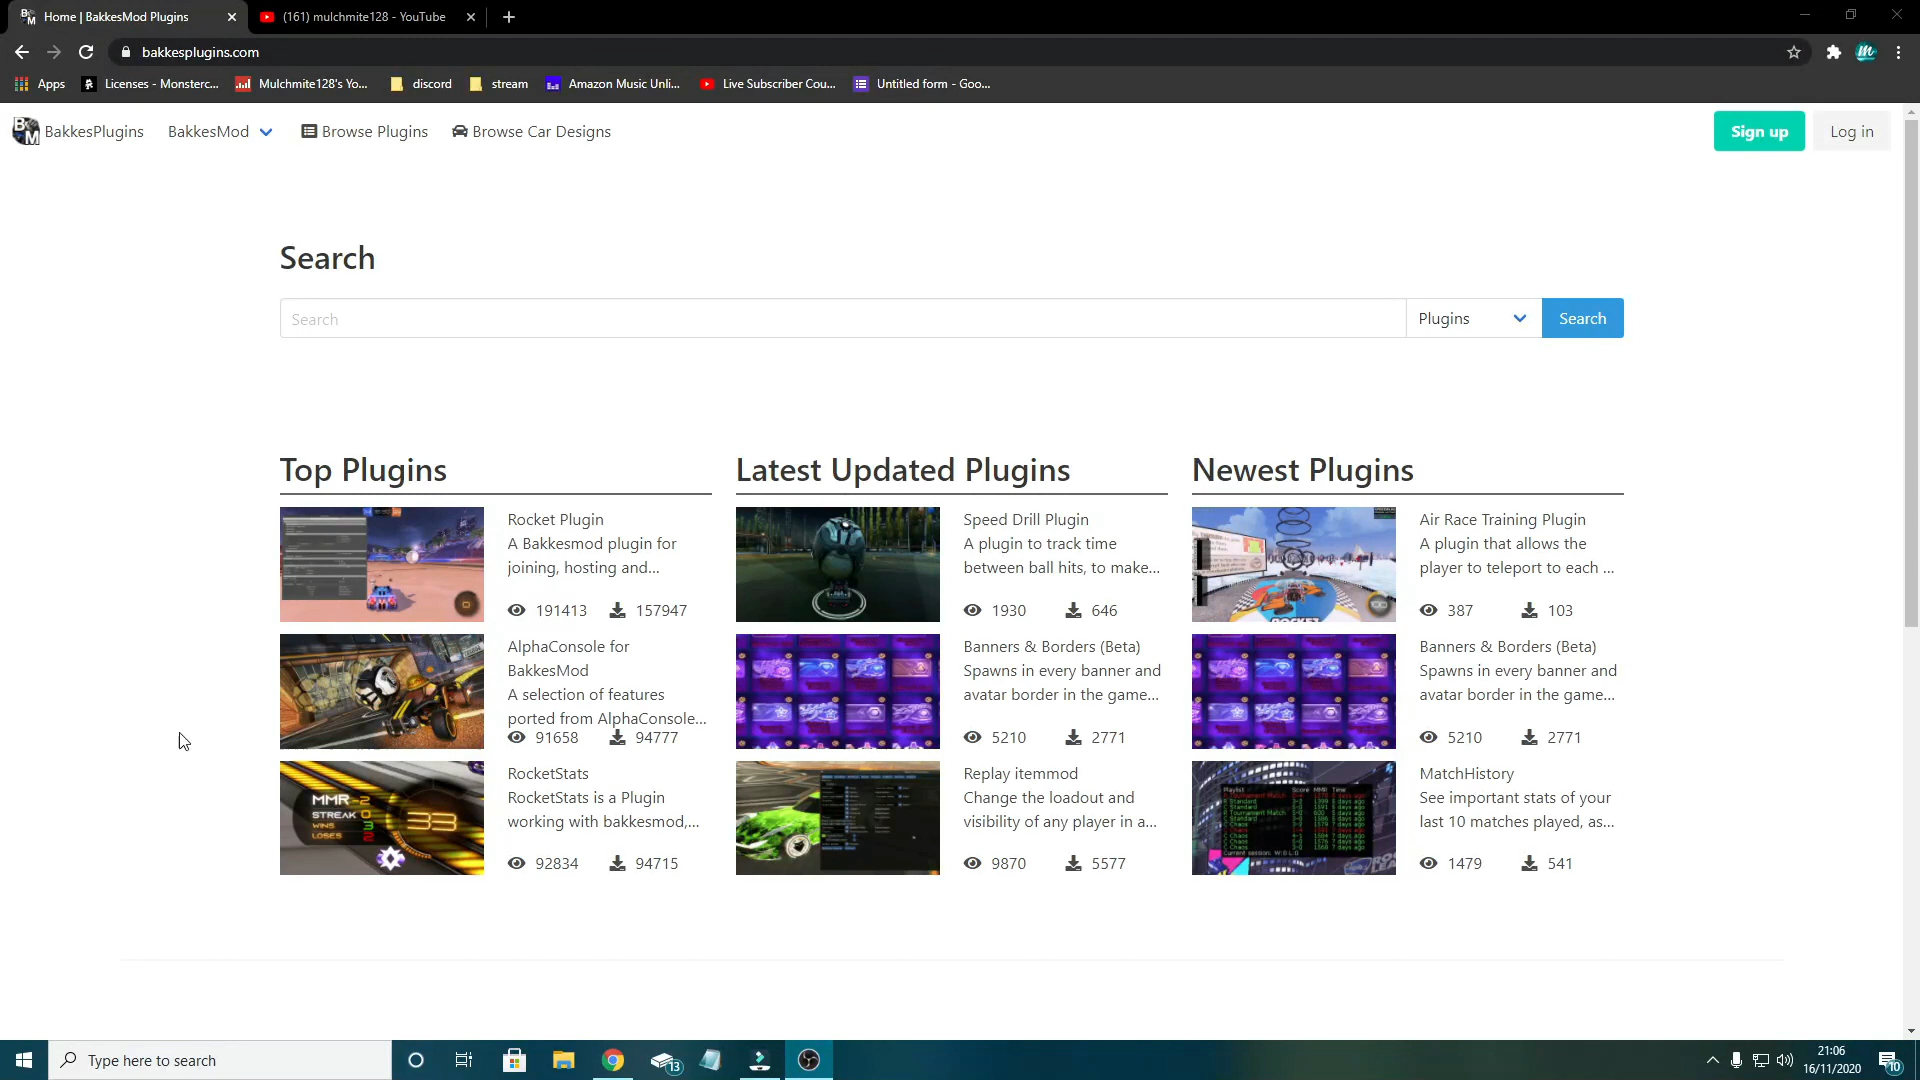 Home | BakkesMod Plugins
(161) mulchmite128 - YouTube
bakkesplugins.com
Apps
Licenses - Monsterc...
Mulchmite128's Yo...
discord
stream
Amazon Music Unli...
Live Subscriber Cou...
Untitled form - Goo...
BakkesPlugins
BakkesMod
Browse Plugins
Browse Car Designs
Sign up
Log in
Search
Search
Plugins
Search
Top Plugins
Rocket Plugin
A Bakkesmod plugin for
joining, hosting and...
191413
157947
AlphaConsole for
BakkesMod
A selection of features
ported from AlphaConsole...
91658
94777
MMR -2
STREAK 0
WINS 3
LOSES 2
33
RocketStats
RocketStats is a Plugin
working with bakkesmod,...
92834
94715
Latest Updated Plugins
Speed Drill Plugin
A plugin to track time
between ball hits, to make...
1930
646
Banners & Borders (Beta)
Spawns in every banner and
avatar border in the game...
5210
2771
Replay itemmod
Change the loadout and
visibility of any player in a...
9870
5577
Newest Plugins
Air Race Training Plugin
A plugin that allows the
player to teleport to each ...
387
103
Banners & Borders (Beta)
Spawns in every banner and
avatar border in the game...
5210
2771
MatchHistory
See important stats of your
last 10 matches played, as...
1479
541
Type here to search
13
21:06
16/11/2020
10